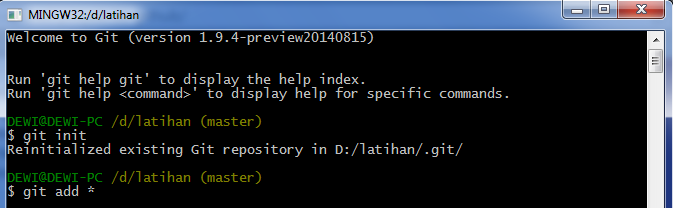 MINGW32:/d/latihan
Welcome to Git (version 1.9.4-preview20140815)
Run 'git help git' to display the help index.
Run 'git help <command>' to display help for specific commands.
DEWI@DEWI-PC /d/latihan (master)
$ git init
Reinitialized existing Git repository in D:/latihan/.git/
DEWI@DEWI-PC /d/latihan (master)
$ git add *